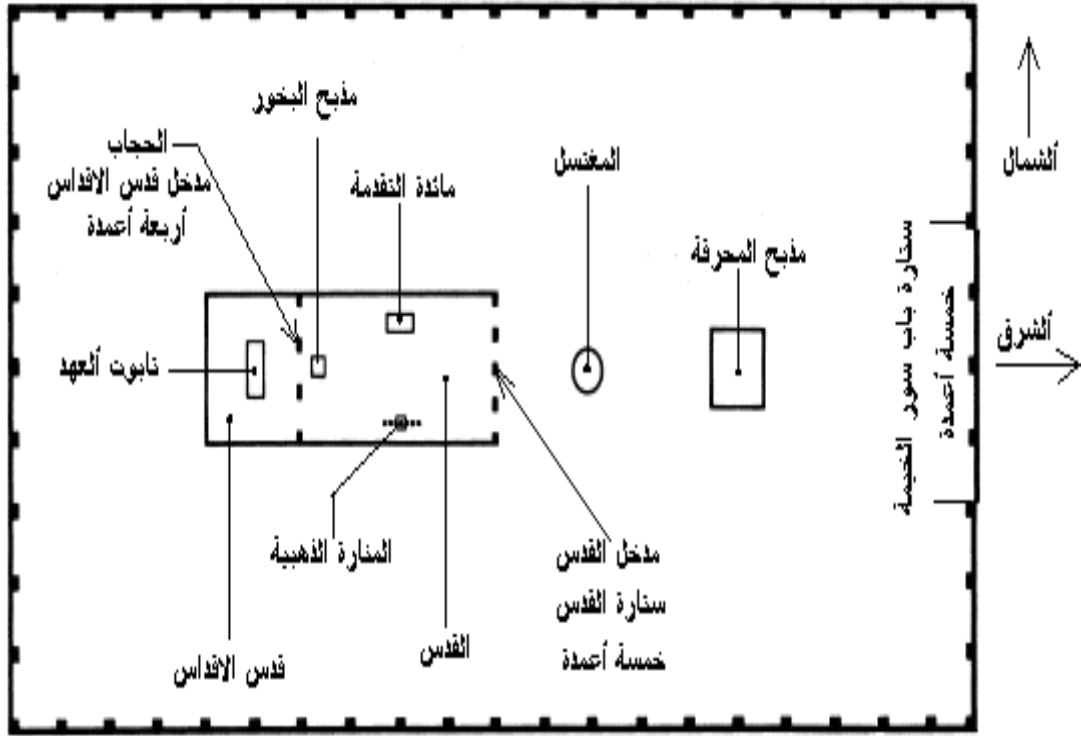 مذبح البخور
الحجاب
مدخل قدس الاقداس
أربعة أعمدة
مائدة التقدمة
المغتسل
مذبح المحرقة
ألشمال
ستارة باب سور الخيمة
خمسة أعمدة
ألشرق
تابوت ألعهد
المنارة الذهبية
مدخل القدس
ستارة القدس
خمسة أعمدة
القدس
قدس الاقداس